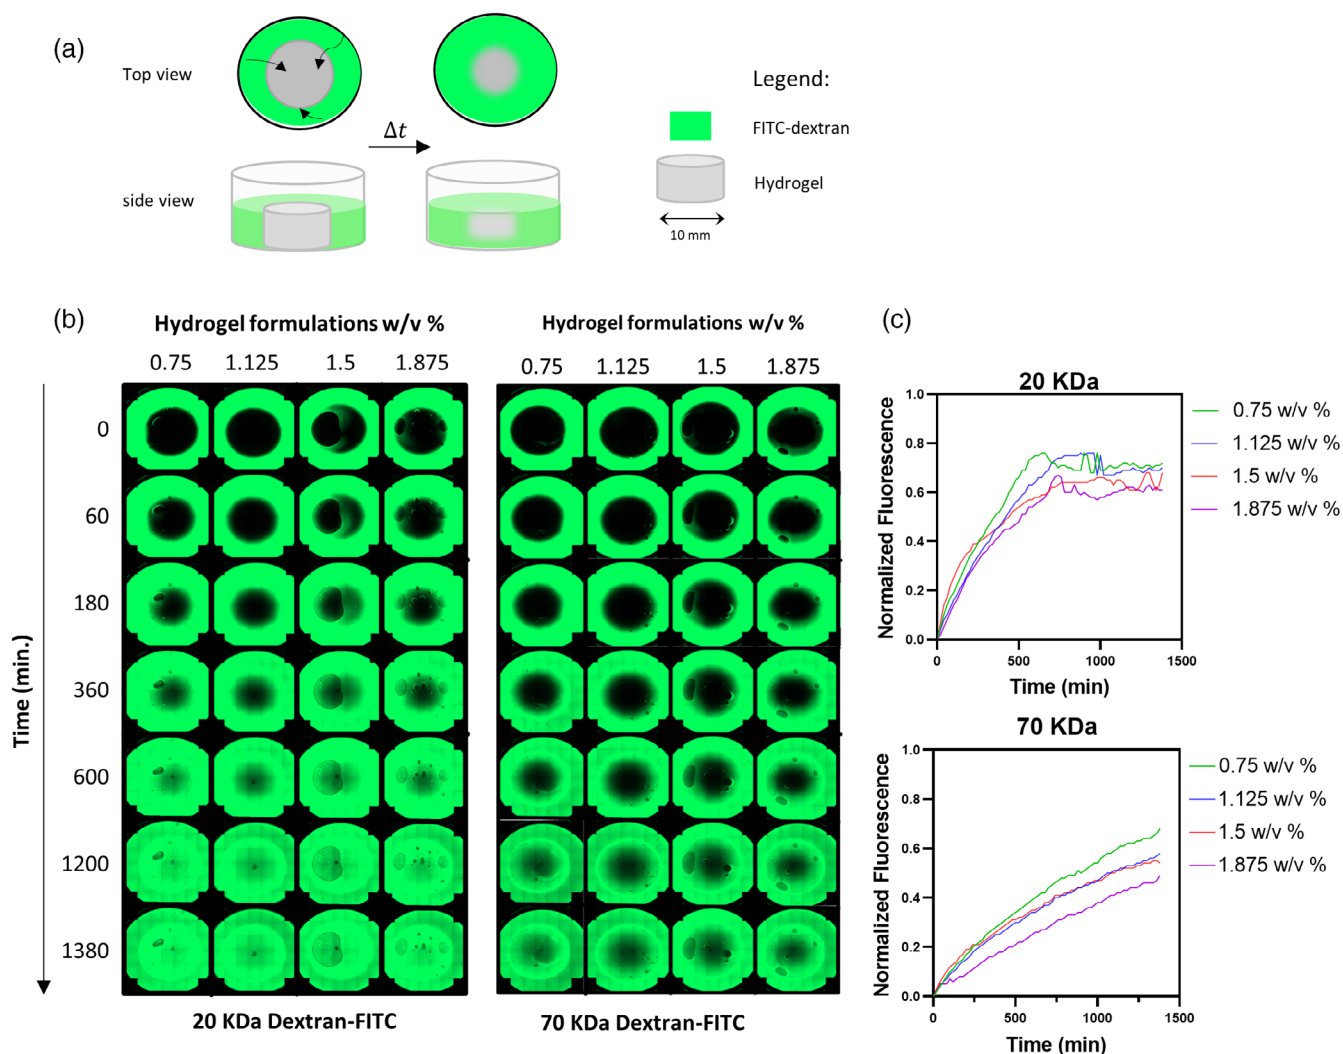 (a)
Top view
side view
Δt
Legend:
FITC-dextran
Hydrogel
10 mm
(b)
Hydrogel formulations w/v %
0.75 1.125 1.5 1.875
Hydrogel formulations w/v %
0.75 1.125 1.5 1.875
Time (min.)
0
60
180
360
600
1200
1380
20 KDa Dextran-FITC
70 KDa Dextran-FITC
(c)
20 KDa
Normalized Fluorescence
1.0
0.8
0.6
0.4
0.2
0.0
0 500 1000 1500
Time (min)
0.75 w/v %
1.125 w/v %
1.5 w/v %
1.875 w/v %
70 KDa
Normalized Fluorescence
1.0
0.8
0.6
0.4
0.2
0.0
0 500 1000 1500
Time (min)
0.75 w/v %
1.125 w/v %
1.5 w/v %
1.875 w/v %